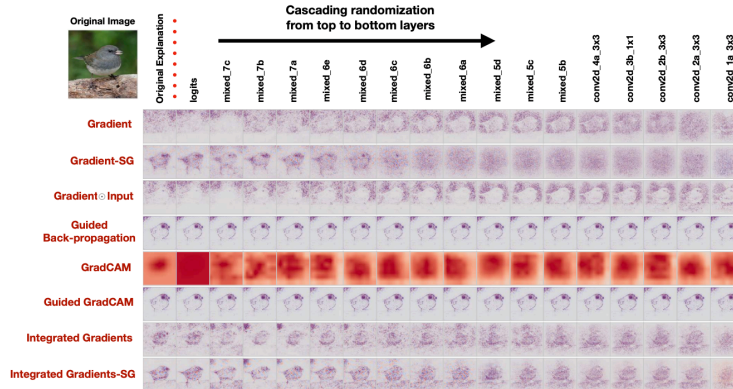 Cascading randomization
from top to bottom layers
Original Image
Original Explanation
logits
mixed_7c
mixed_7b
mixed_7a
mixed_6e
mixed_6d
mixed_6c
mixed_6b
mixed_6a
mixed_5d
mixed_5c
mixed_5b
conv2d_4a_3x3
conv2d_3b_1x1
conv2d_2b_3x3
conv2d_2a_3x3
conv2d_1a_3x3
Gradient
Gradient-SG
Gradient⊙Input
Guided
Back-propagation
GradCAM
Guided GradCAM
Integrated Gradients
Integrated Gradients-SG